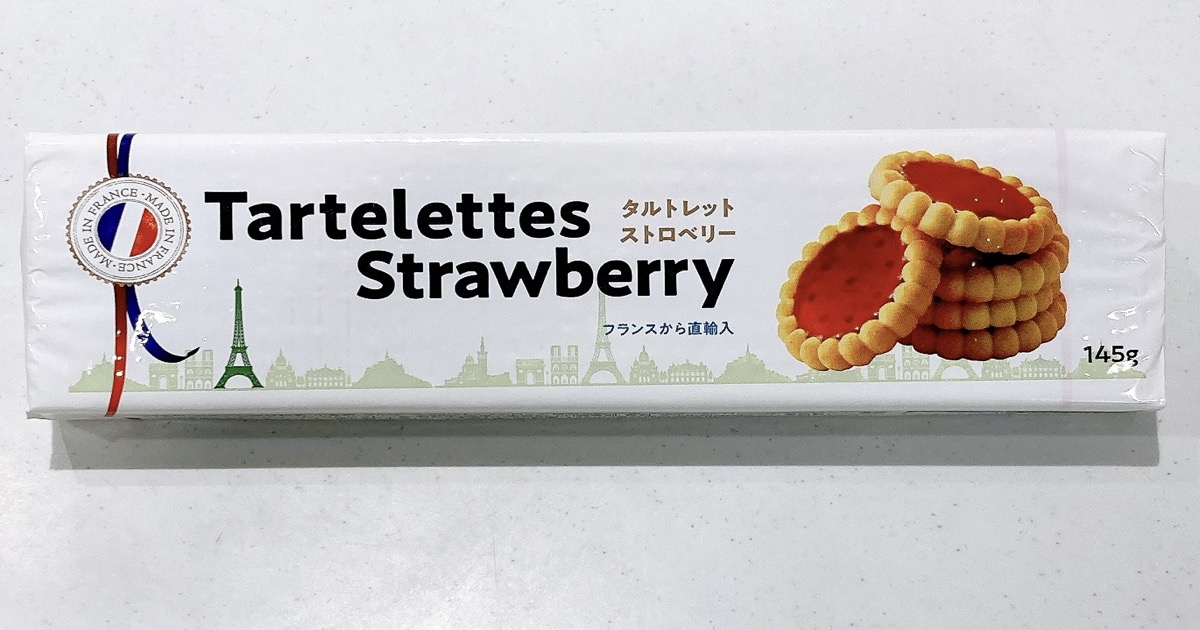 MADE IN FRANCE · MADE IN FRANCE ·
Tartelettes
タルトレット
ストロベリー
Strawberry
フランスから直輸入
145g